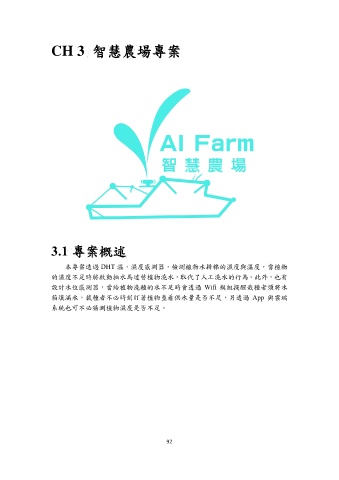 CH 3 智慧農場專案
AI Farm
智慧農場
3.1 專案概述
本專案透過 DHT 溫、濕度感測器，檢測植物水耕棉的濕度與溫度，當植物
的濕度不足時將啟動抽水馬達替植物澆水，取代了人工澆水的行為。此外，也有
設計水位感測器，當給植物澆種的水不足時會透過 Wifi 模組提醒栽種者須將水
箱填滿水，栽種者不必時刻盯著植物查看供水量是否不足，另透過 App 與雲端
系統也可不必猜測植物濕度是否不足。
92